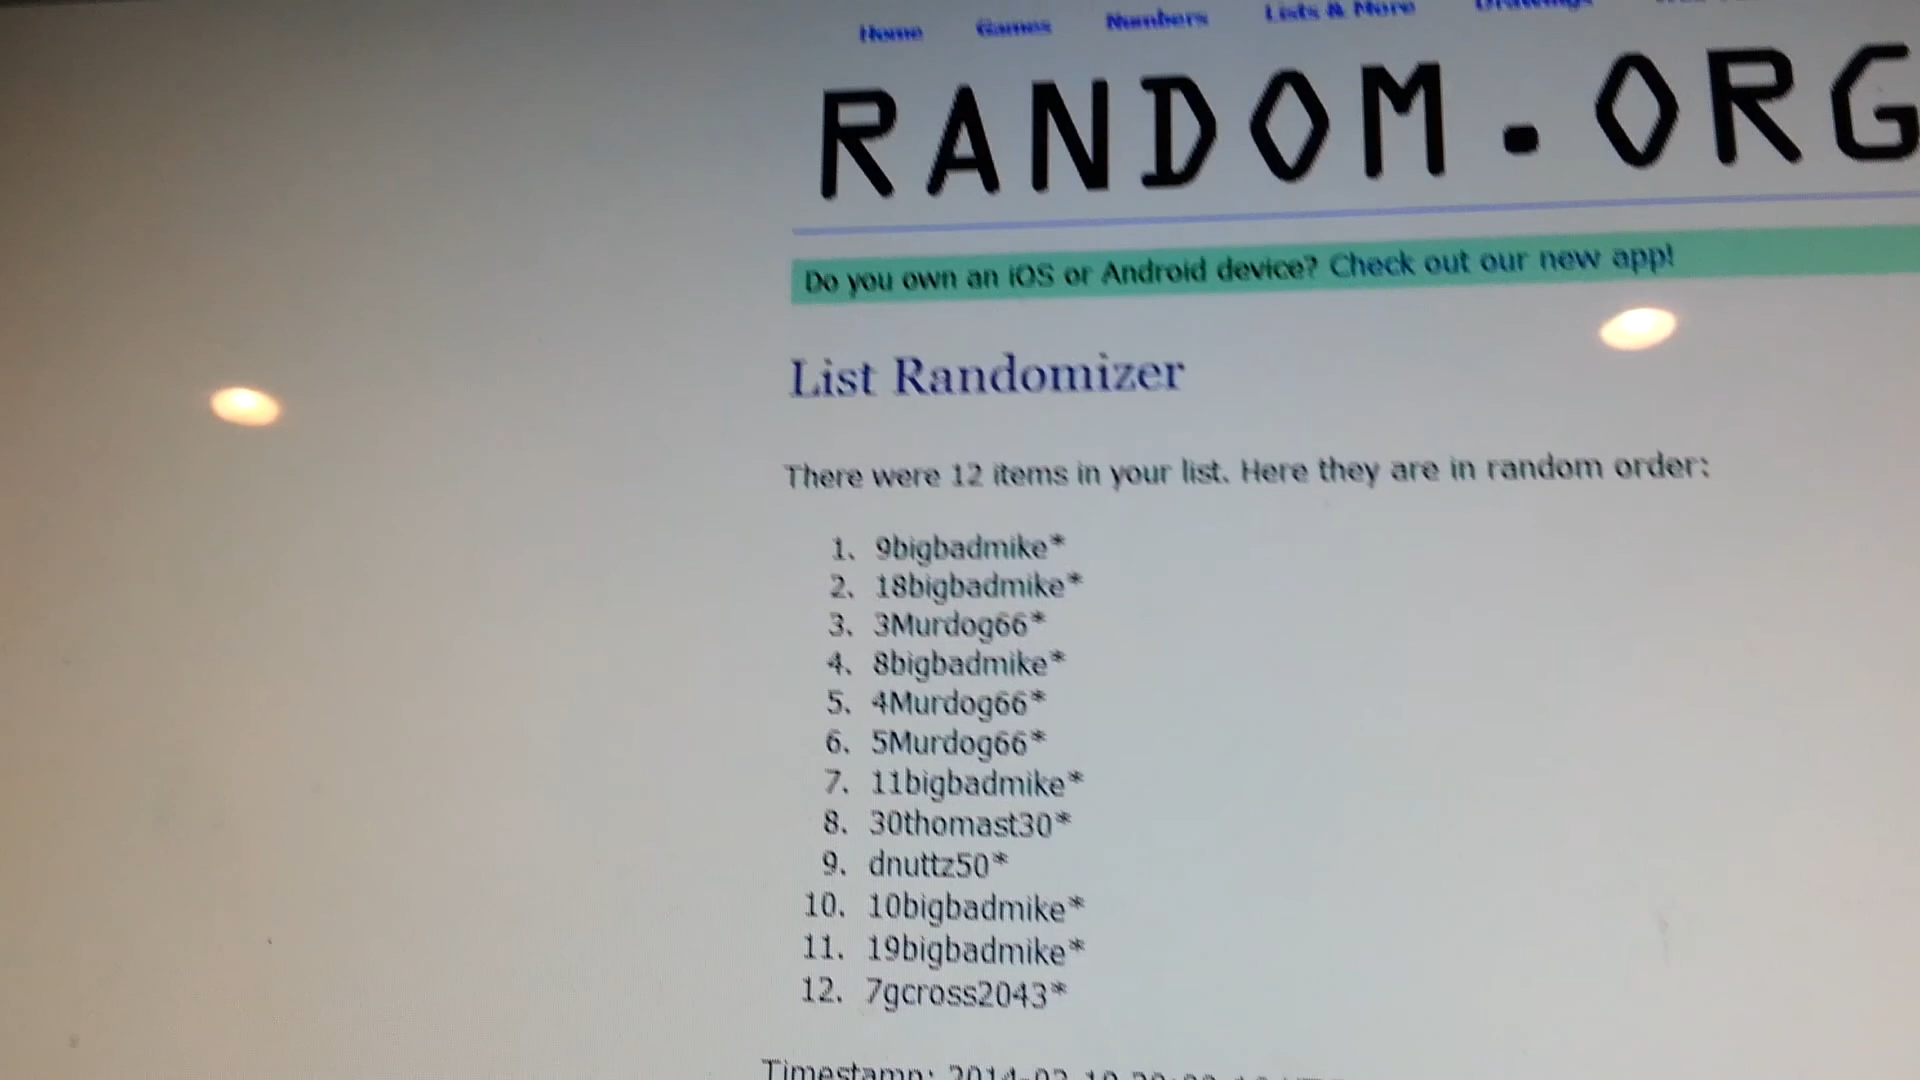 Home Games Numbers Lists & More Drawings
RANDOM.ORG
Do you own an iOS or Android device? Check out our new app!
List Randomizer
There were 12 items in your list. Here they are in random order:
1. 9bigbadmike*
2. 18bigbadmike*
3. 3Murdog66*
4. 8bigbadmike*
5. 4Murdog66*
6. 5Murdog66*
7. 11bigbadmike*
8. 30thomast30*
9. dnuttz50*
10. 10bigbadmike*
11. 19bigbadmike*
12. 7gcross2043*
Timestamp: